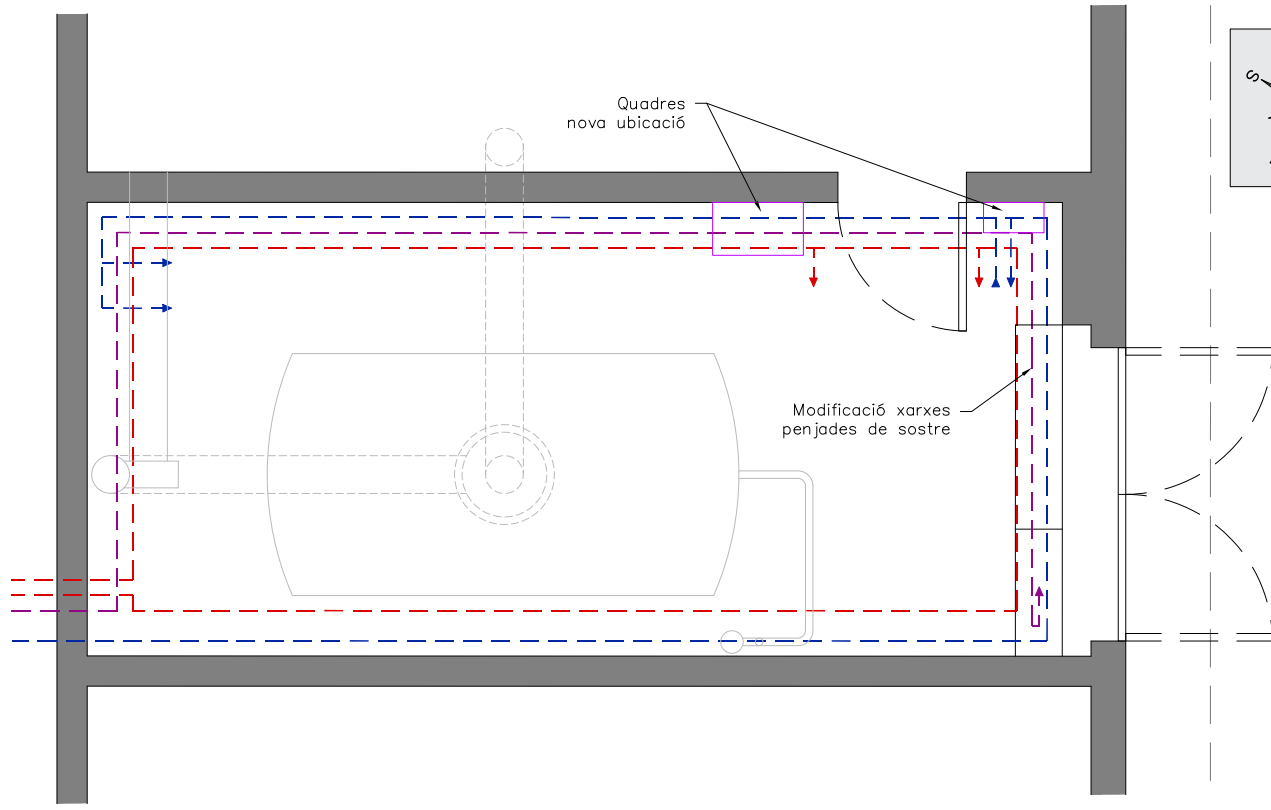 Quadres
nova ubicació
S
Modificació xarxes
penjades de sostre